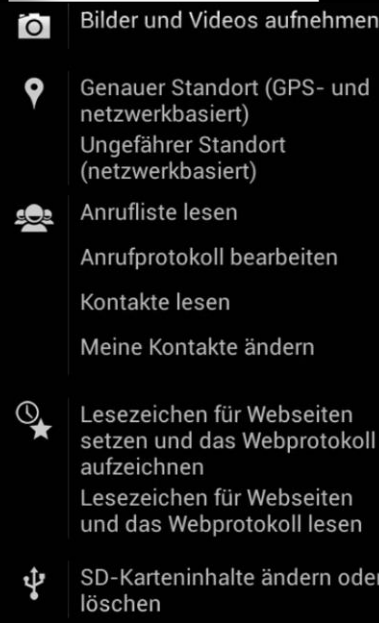 Bilder und Videos aufnehmen
Genauer Standort (GPS- und
netzwerkbasiert)
Ungefährer Standort
(netzwerkbasiert)
Anrufliste lesen
Anrufprotokoll bearbeiten
Kontakte lesen
Meine Kontakte ändern
Lesezeichen für Webseiten
setzen und das Webprotokoll
aufzeichnen
Lesezeichen für Webseiten
und das Webprotokoll lesen
SD-Karteninhalte ändern oder
löschen